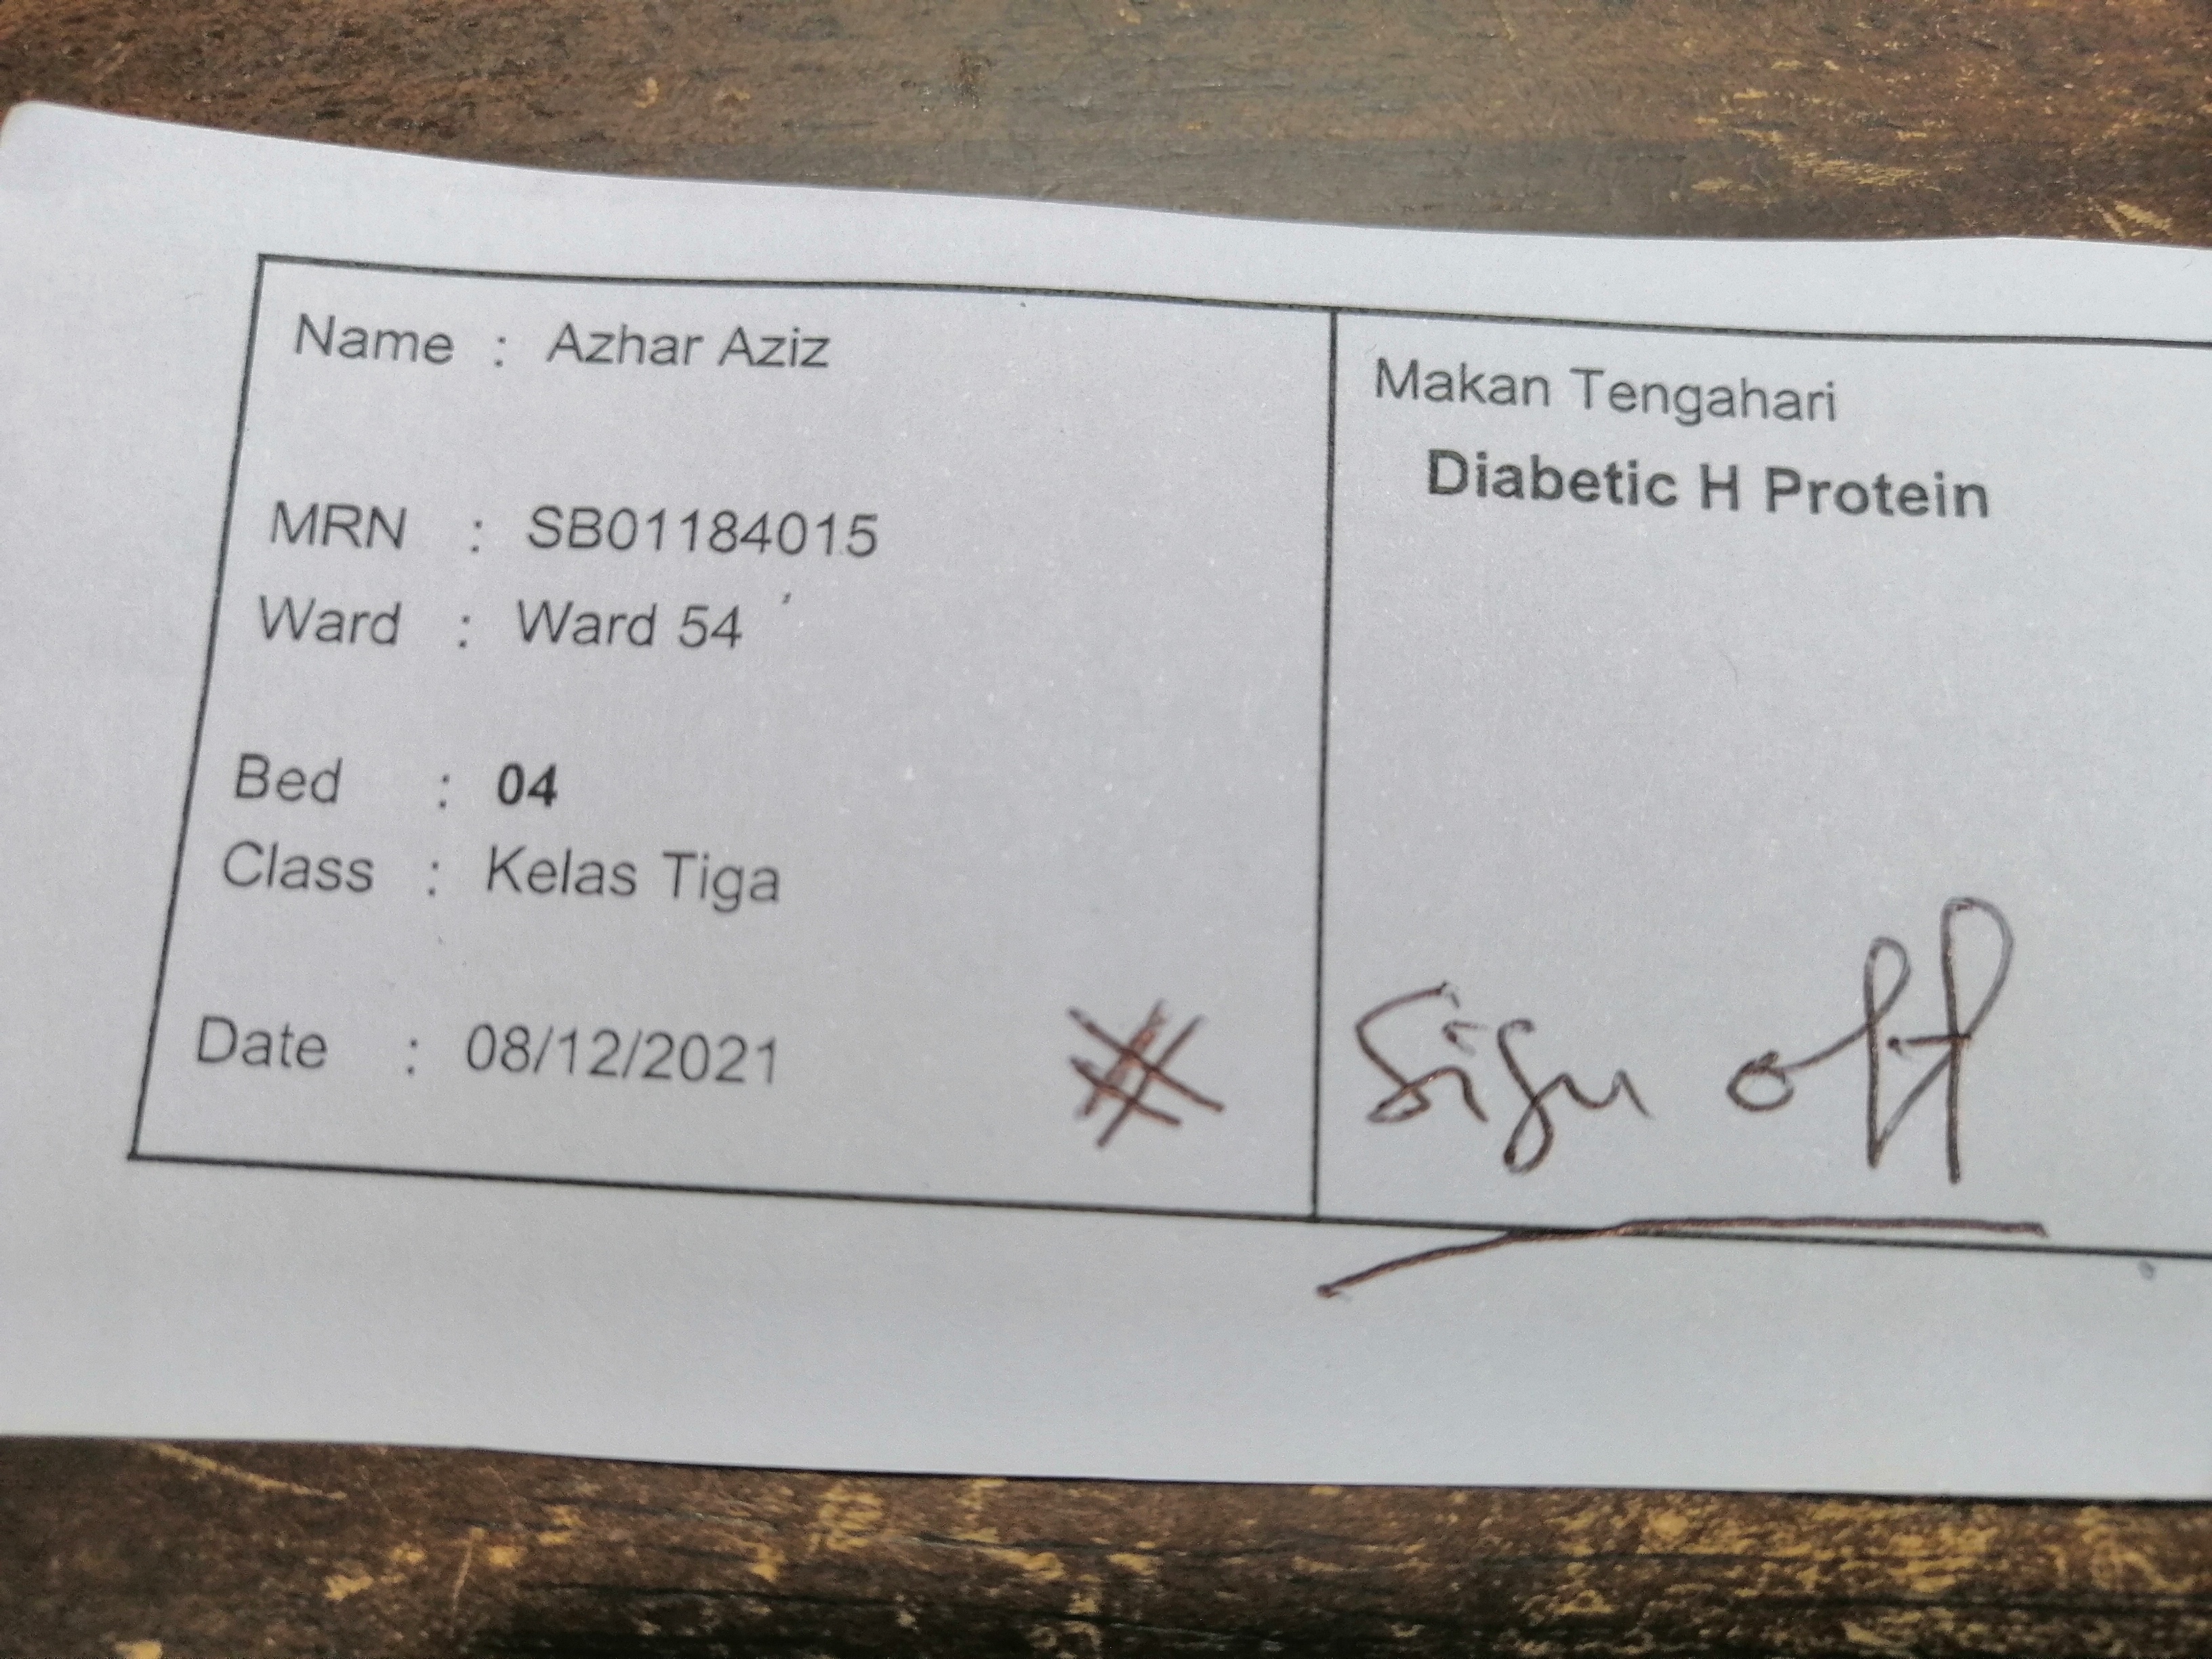 Name : Azhar Aziz
MRN : SB01184015
Ward : Ward 54
Bed : 04
Class : Kelas Tiga
Date : 08/12/2021
Makan Tengahari
Diabetic H Protein
Sign off